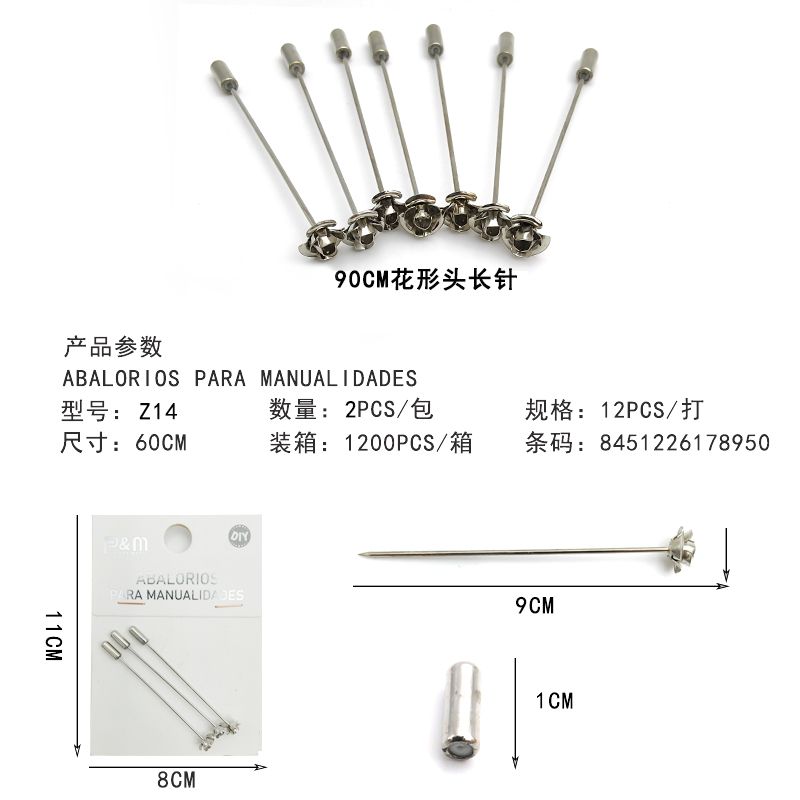 90CM花形头长针
产品参数
ABALORIOS PARA MANUALIDADES
型号: Z14 数量: 2PCS/包 规格: 12PCS/打
尺寸: 60CM 装箱: 1200PCS/箱 条码: 8451226178950
P&M
DIY
ABALORIOS
PARA MANUALIDADES
11CM
8CM
9CM
1CM